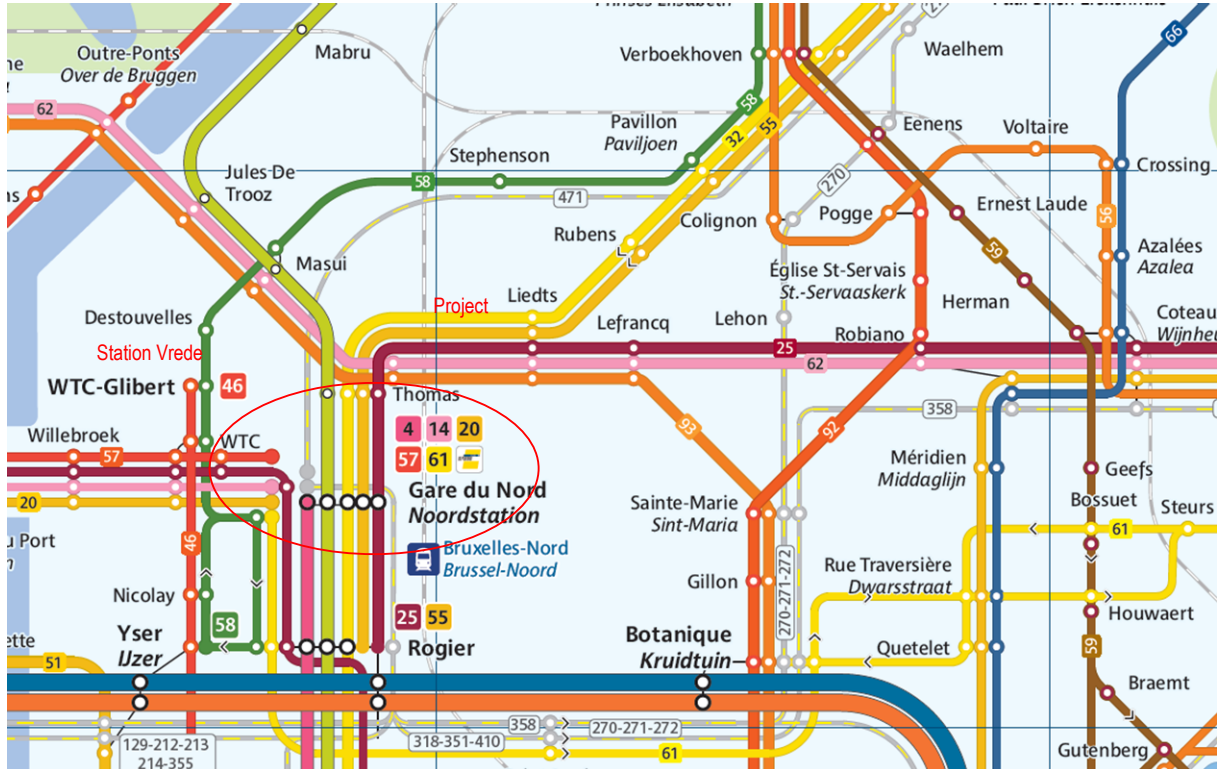 Prinses Elisabeth
Outre-Ponts
Over de Bruggen
Mabru
Verboekhoven
Waelhem
66
62
58
Pavillon
Paviljoen
32
55
Eenens
Voltaire
Stephenson
Jules De
Trooz
58
471
270
Crossing
Colignon
Pogge
Ernest Laude
56
Rubens
59
Azalées
Azalea
Masui
Église St-Servais
St.-Servaaskerk
Herman
Destouvelles
Project
Liedts
Lefrancq
Lehon
Robiano
Coteau
Wijnheu
Station Vrede
25
62
WTC-Glibert
46
Thomas
358
Willebroek
WTC
57
4 14 20
57 61
93
92
Méridien
Middaglijn
Geefs
20
Gare du Nord
Noordstation
Sainte-Marie
Sint-Maria
Bossuet
Steurs
61
u Port
46
Bruxelles-Nord
Brussel-Noord
Gillon
270-271-272
Rue Traversière
Dwarsstraat
Nicolay
58
25 55
Houwaert
Yser
IJzer
Rogier
Botanique
Kruidtuin
Quetelet
59
ette
51
Braemt
358
270-271-272
129-212-213
214-355
318-351-410
61
Gutenberg